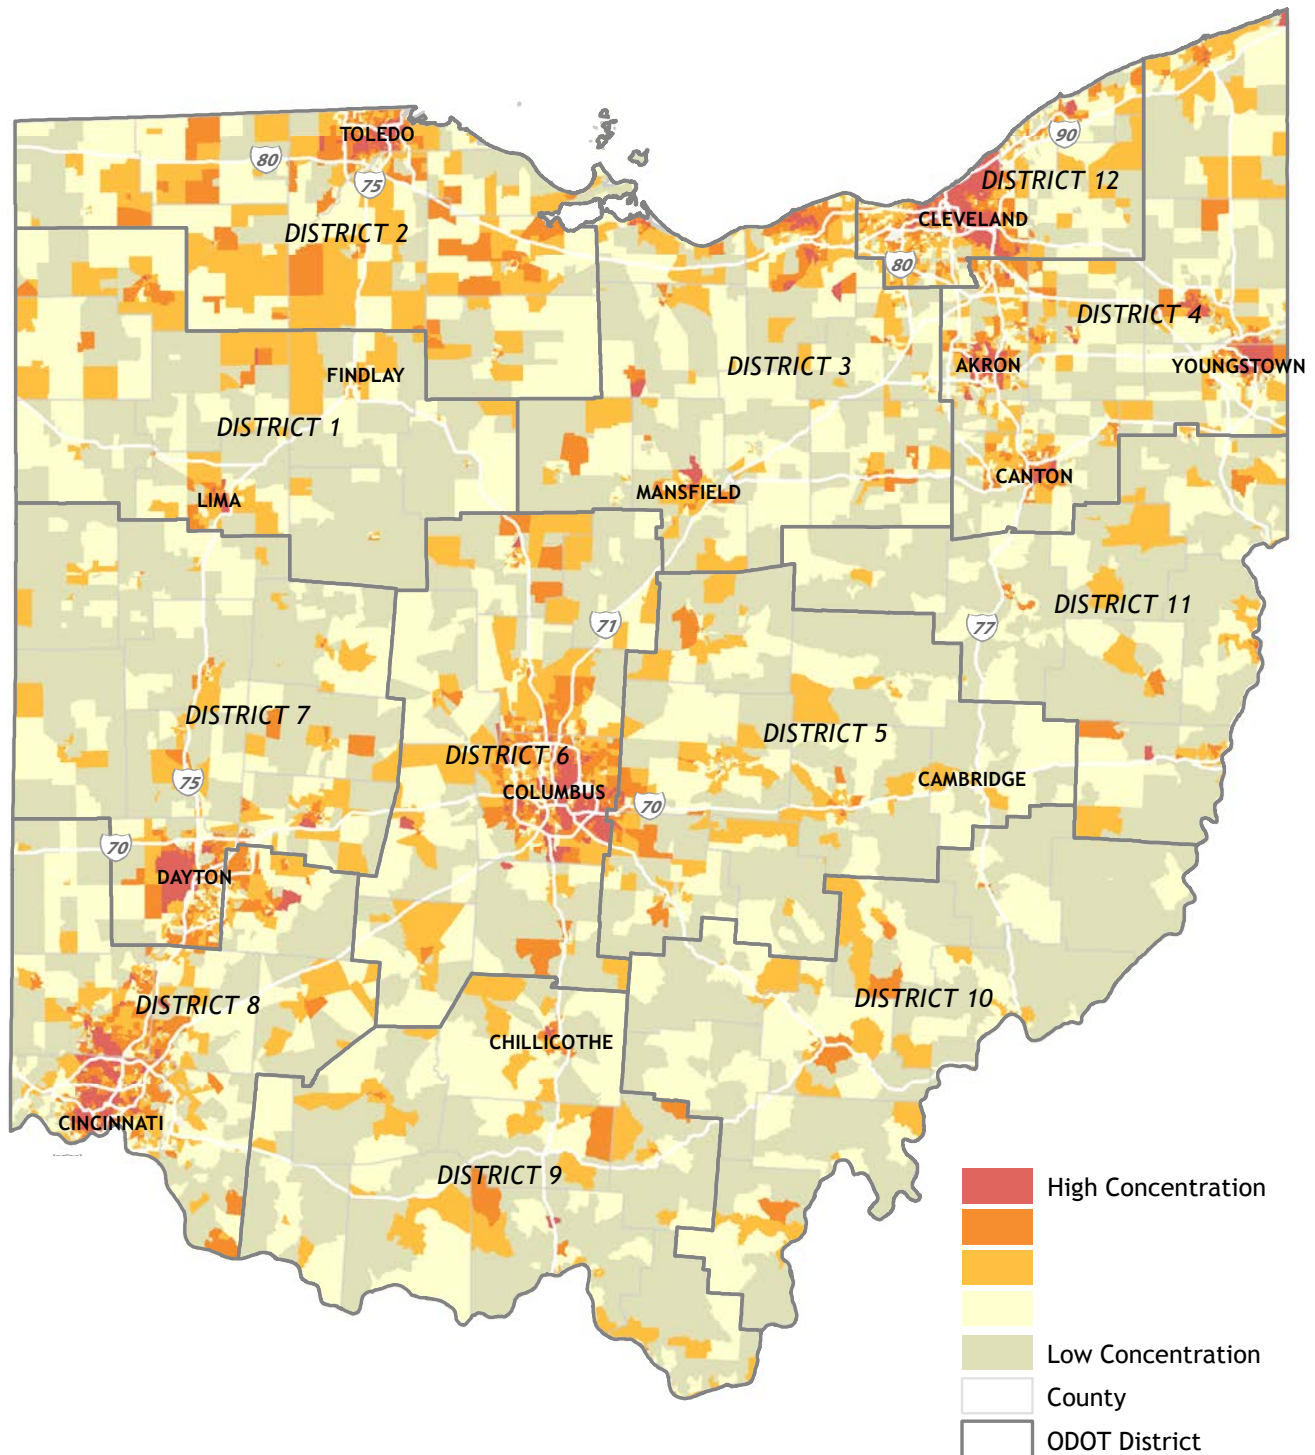 TOLEDO
90
80
75
DISTRICT 12
CLEVELAND
DISTRICT 2
80
DISTRICT 4
DISTRICT 3
AKRON
YOUNGSTOWN
FINDLAY
DISTRICT 1
CANTON
MANSFIELD
LIMA
DISTRICT 11
71
77
DISTRICT 7
DISTRICT 5
DISTRICT 6
CAMBRIDGE
75
COLUMBUS
70
70
DAYTON
DISTRICT 8
DISTRICT 10
CHILLICOTHE
CINCINNATI
DISTRICT 9
High Concentration
Low Concentration
County
ODOT District